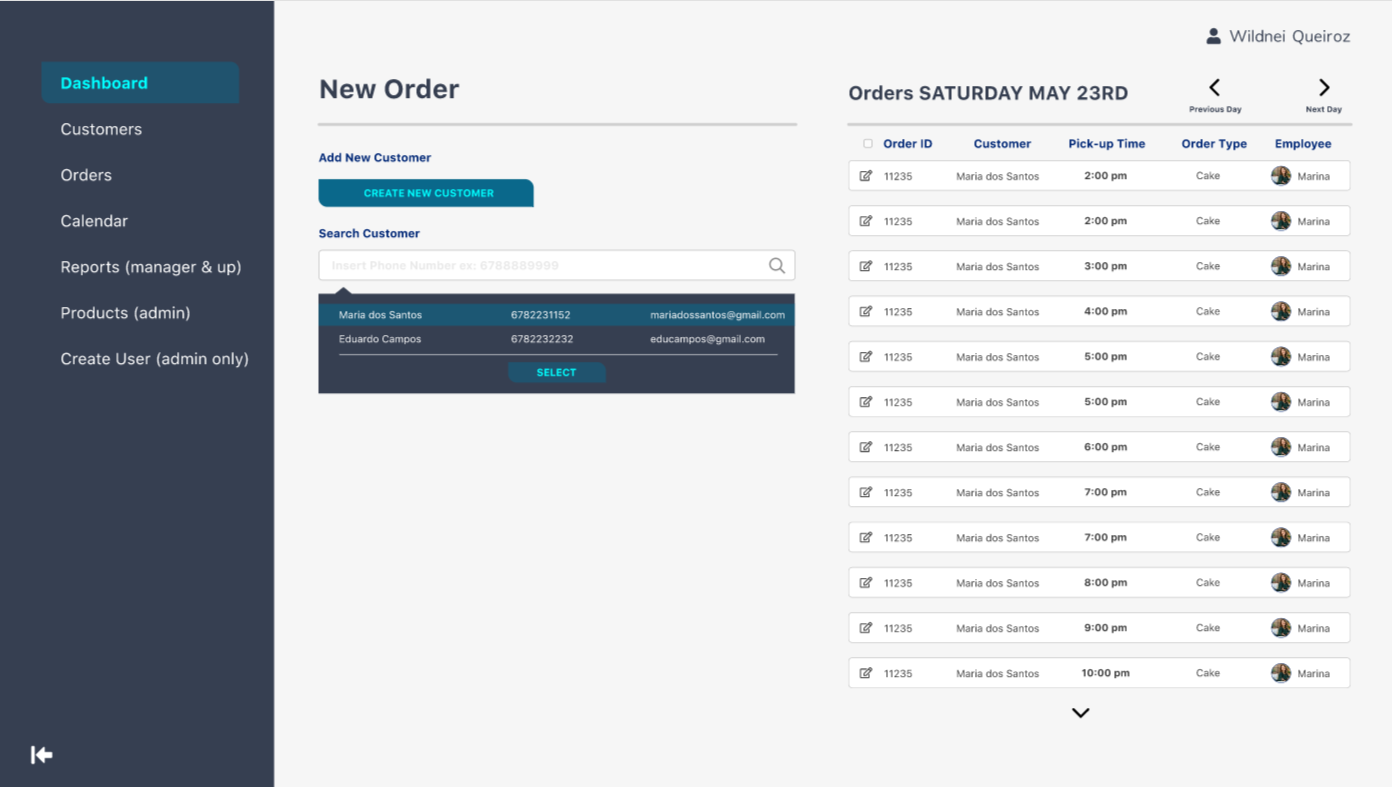 Wildnei Queiroz
Dashboard
Customers
Orders
Calendar
Reports (manager & up)
Products (admin)
Create User (admin only)
New Order
Add New Customer
CREATE NEW CUSTOMER
Search Customer
Insert Phone Number ex: 6788889999
Maria dos Santos 6782231152 mariadossantos@gmail.com
Eduardo Campos 6782232232 educampos@gmail.com
SELECT
Orders SATURDAY MAY 23RD
Previous Day Next Day
Order ID Customer Pick-up Time Order Type Employee
11235 Maria dos Santos 2:00 pm Cake Marina
11235 Maria dos Santos 2:00 pm Cake Marina
11235 Maria dos Santos 3:00 pm Cake Marina
11235 Maria dos Santos 4:00 pm Cake Marina
11235 Maria dos Santos 5:00 pm Cake Marina
11235 Maria dos Santos 5:00 pm Cake Marina
11235 Maria dos Santos 6:00 pm Cake Marina
11235 Maria dos Santos 7:00 pm Cake Marina
11235 Maria dos Santos 7:00 pm Cake Marina
11235 Maria dos Santos 8:00 pm Cake Marina
11235 Maria dos Santos 9:00 pm Cake Marina
11235 Maria dos Santos 10:00 pm Cake Marina